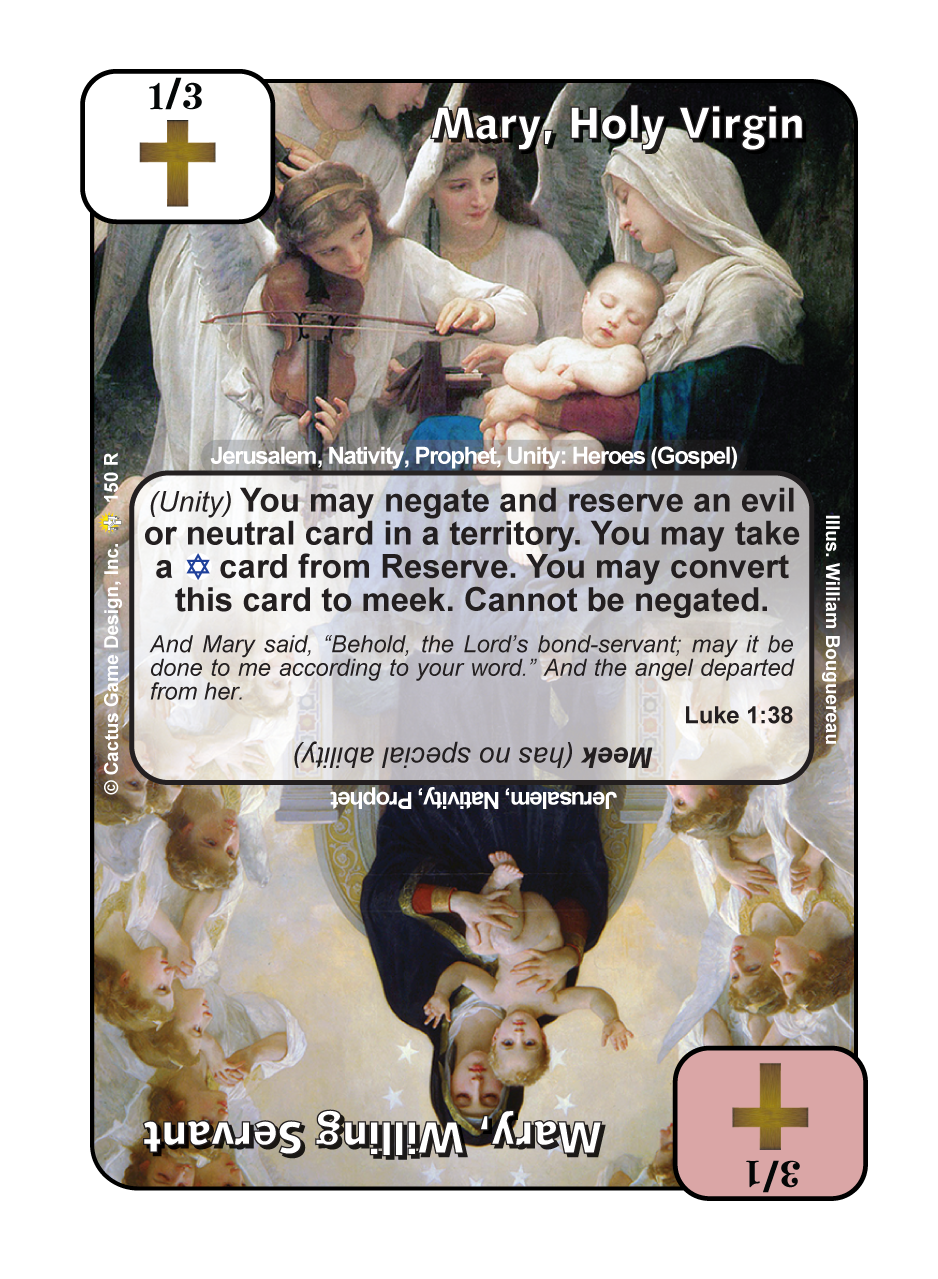 1/3
Mary, Holy Virgin
Jerusalem, Nativity, Prophet, Unity: Heroes (Gospel)
(Unity) You may negate and reserve an evil
or neutral card in a territory. You may take
a ✡ card from Reserve. You may convert
this card to meek. Cannot be negated.
And Mary said, “Behold, the Lord’s bond-servant; may it be
done to me according to your word.” And the angel departed
from her.
Luke 1:38
Meek (has no special ability)
Jerusalem, Nativity, Prophet
Mary, Willing Servant
3/1
© Cactus Game Design, Inc. 150 R
Illus. William Bouguereau